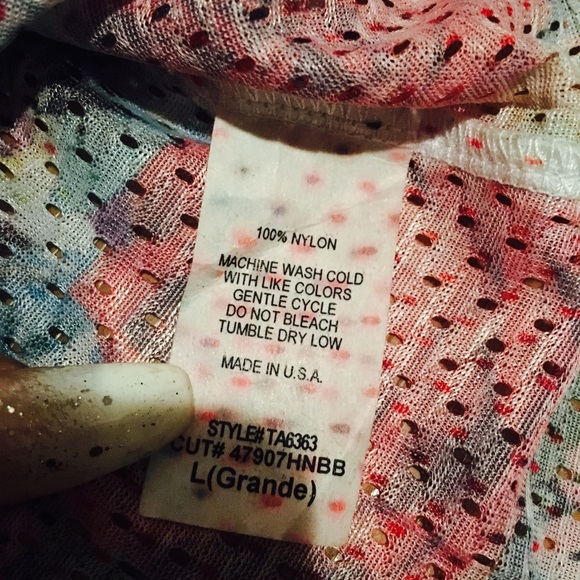 100% NYLON
MACHINE WASH COLD
WITH LIKE COLORS
GENTLE CYCLE
DO NOT BLEACH
TUMBLE DRY LOW
MADE IN U.S.A.
STYLE#TA6363
CUT# 47907HNBB
L(Grande)